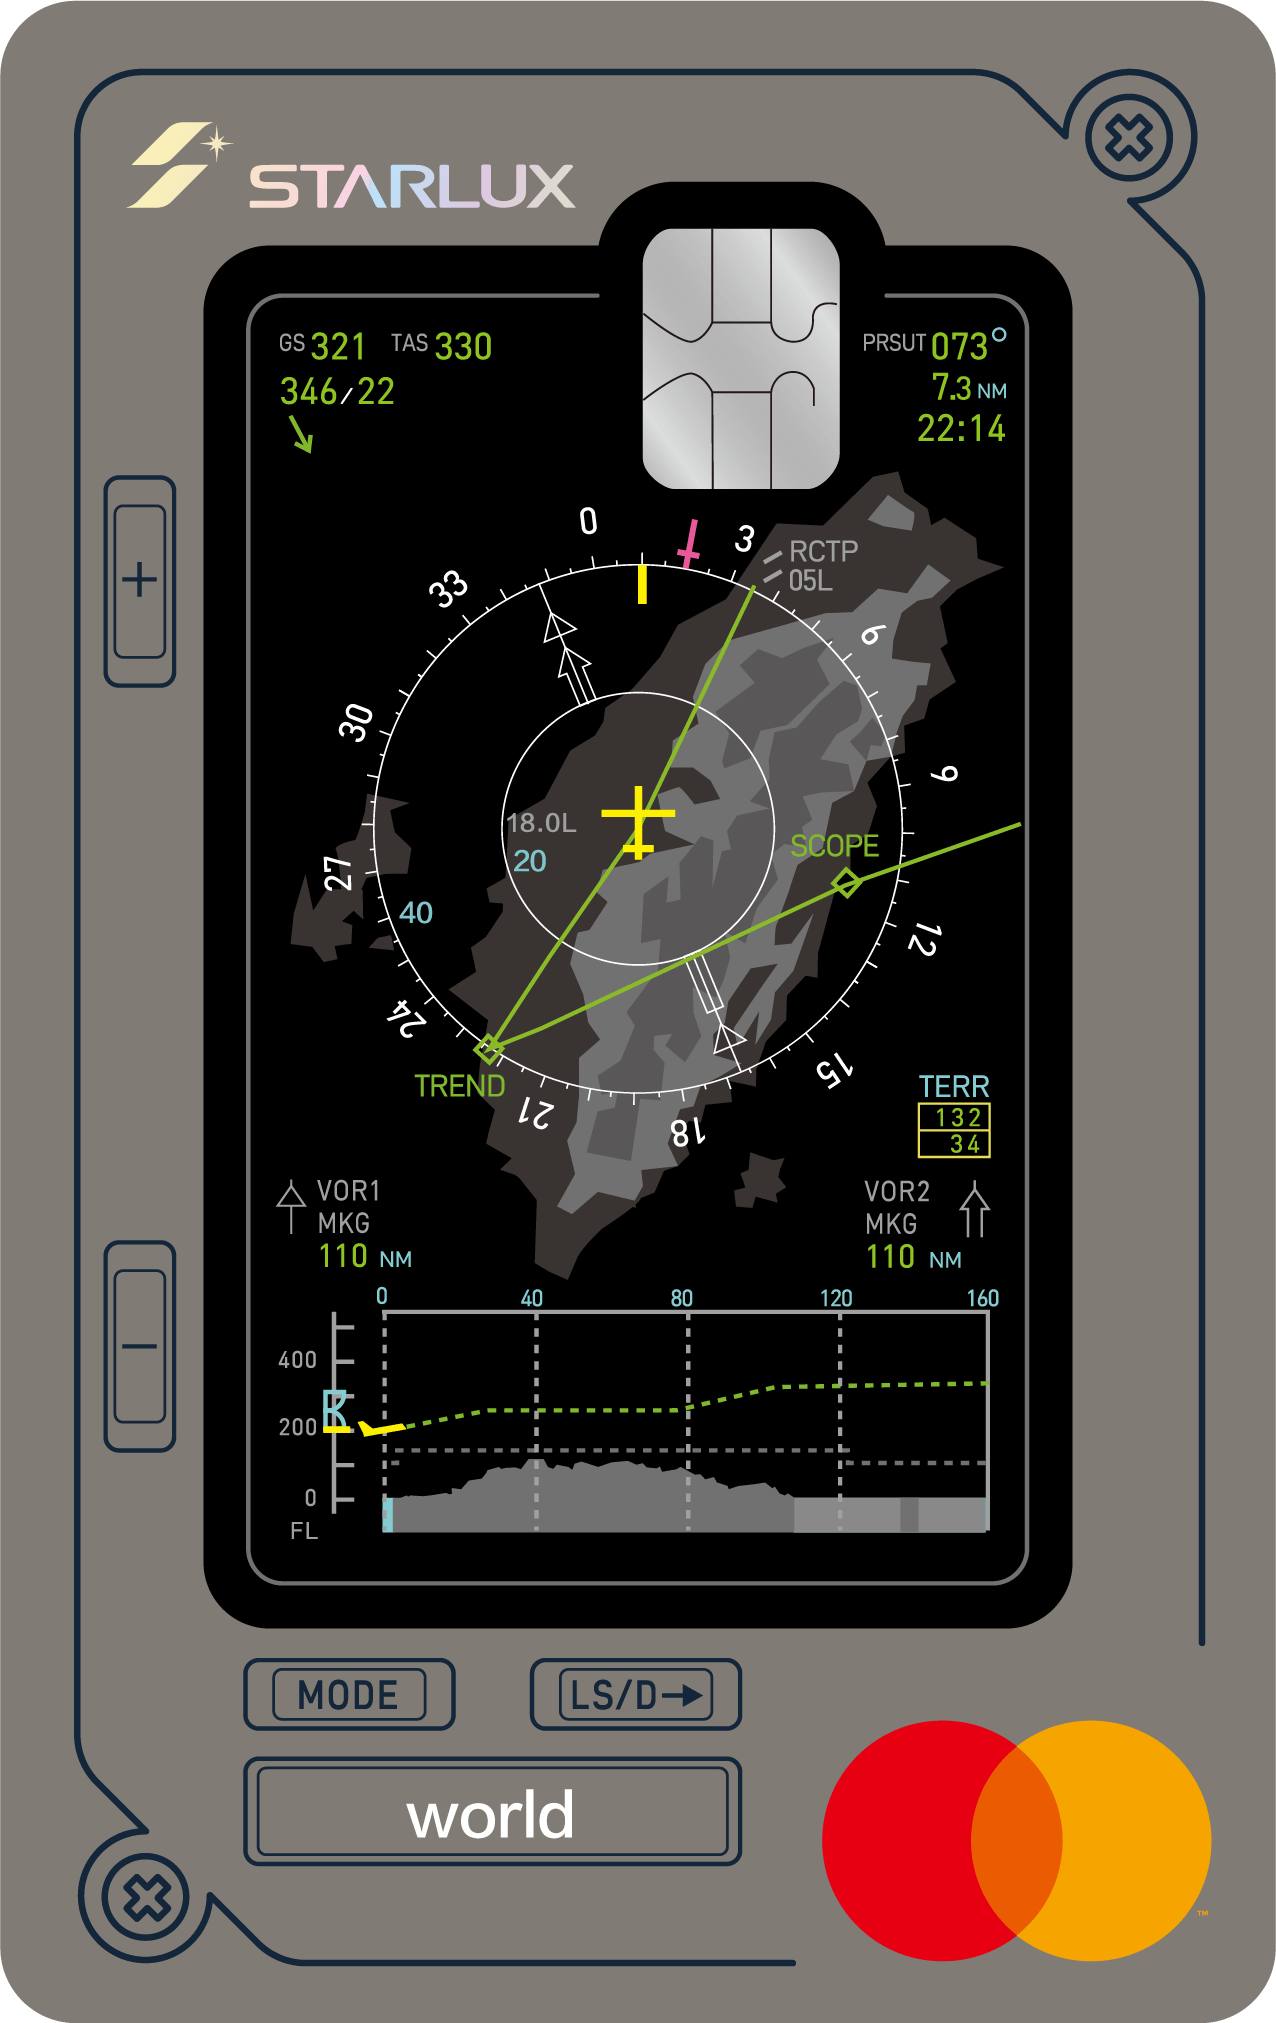 STARLUX
GS 321 TAS 330
346/22
PRSUT 073°
7.3 NM
22:14
0
3
33
RCTP
05L
6
30
9
18.0L
20
SCOPE
27
40
12
24
15
TREND
21
18
TERR
132
34
VOR1
MKG
110 NM
VOR2
MKG
110 NM
0 40 80 120 160
400
200
0
FL
MODE
LS/D→
world
™